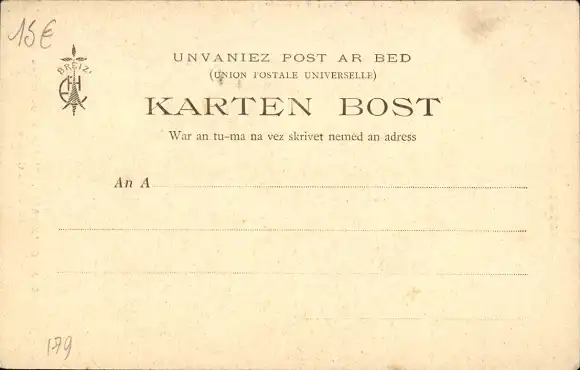 15€
BREIZ
UNVANIEZ POST AR BED
(UNION POSTALE UNIVERSELLE)
KARTEN BOST
War an tu-ma na vez skrivet nemed an adress
An A
179